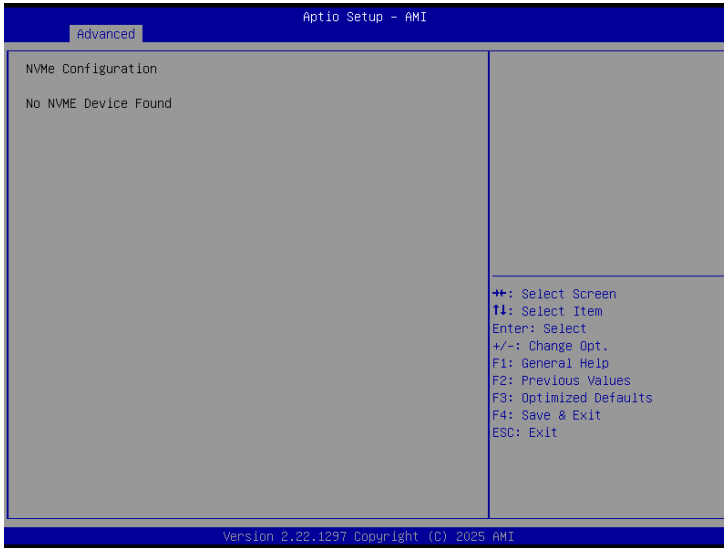 Aptio Setup – AMI
Advanced
NVMe Configuration
No NVME Device Found
→←: Select Screen
↑↓: Select Item
Enter: Select
+/-: Change Opt.
F1: General Help
F2: Previous Values
F3: Optimized Defaults
F4: Save & Exit
ESC: Exit
Version 2.22.1297 Copyright (C) 2025 AMI